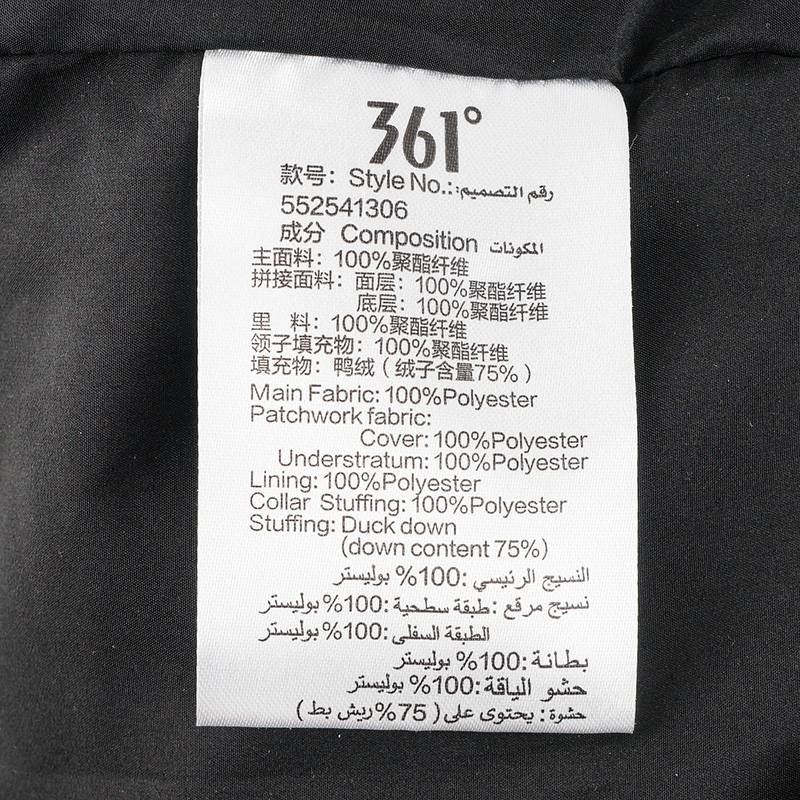 361°
款号：Style No.:رقم التصميم:
552541306
成分 Composition المكونات
主面料：100%聚酯纤维
拼接面料：面层：100%聚酯纤维
底层：100%聚酯纤维
里 料：100%聚酯纤维
领子填充物：100%聚酯纤维
填充物：鸭绒（绒子含量75%）
Main Fabric: 100%Polyester
Patchwork fabric:
Cover: 100%Polyester
Understratum: 100%Polyester
Lining: 100%Polyester
Collar Stuffing: 100%Polyester
Stuffing: Duck down
(down content 75%)
النسيج الرئيسي :100% بوليستر
نسيج مرقع : طبقة سطحية :100% بوليستر
الطبقة السفلى :100% بوليستر
بطانة :100% بوليستر
حشو الياقة :100% بوليستر
حشوة : يحتوى على ( 75% ريش بط )